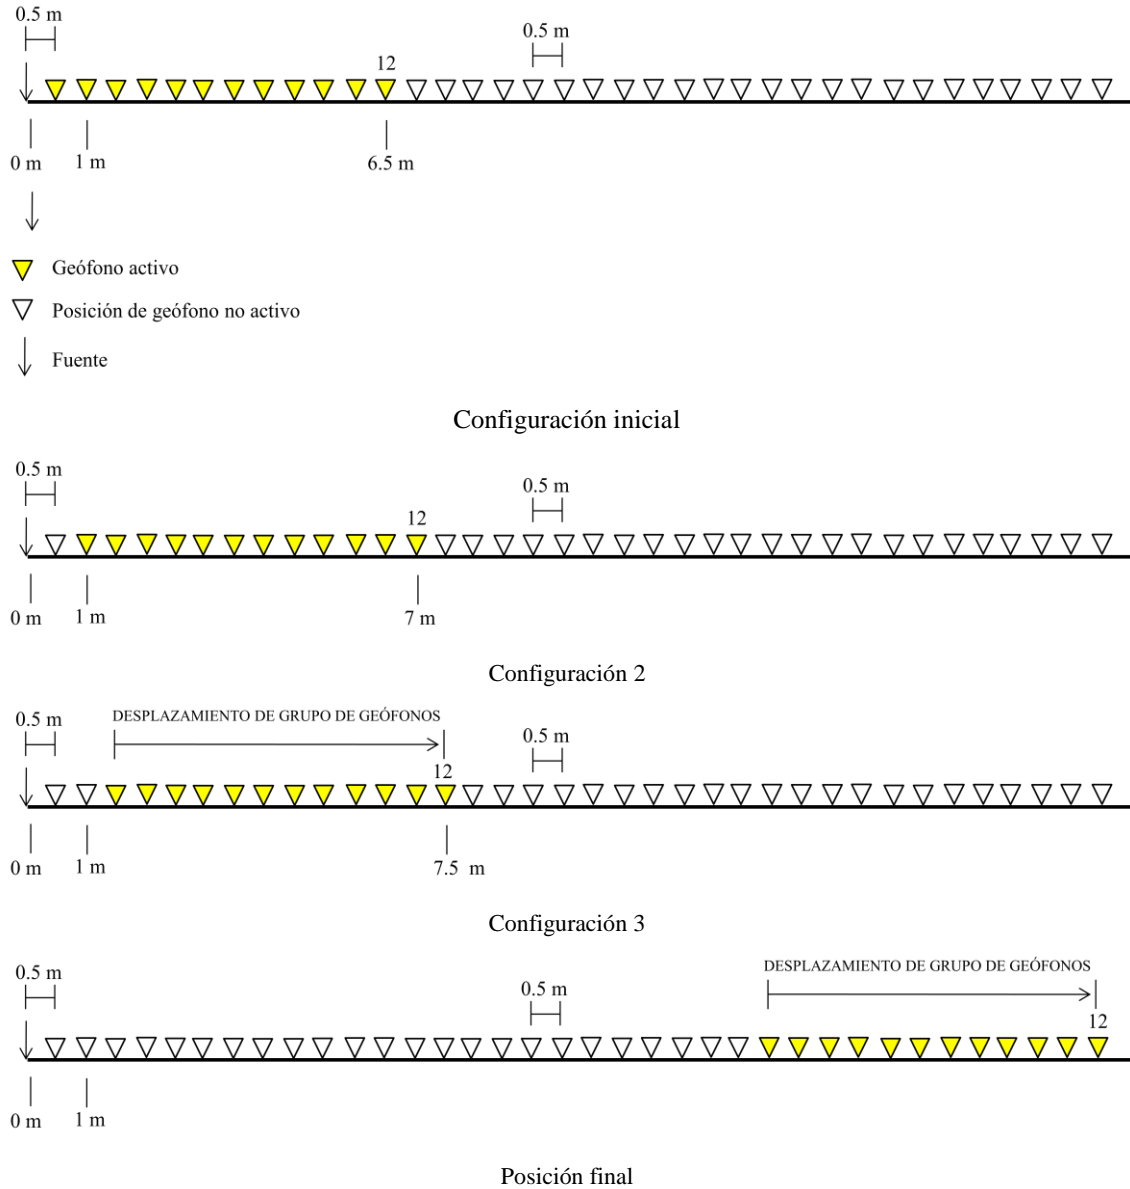 0.5 m
0.5 m
12
0 m
1 m
6.5 m
Geófono activo
Posición de geófono no activo
Fuente
Configuración inicial
0.5 m
0.5 m
12
0 m
1 m
7 m
Configuración 2
0.5 m
DESPLAZAMIENTO DE GRUPO DE GEÓFONOS
0.5 m
12
0 m
1 m
7.5 m
Configuración 3
0.5 m
DESPLAZAMIENTO DE GRUPO DE GEÓFONOS
0.5 m
12
0 m
1 m
Posición final